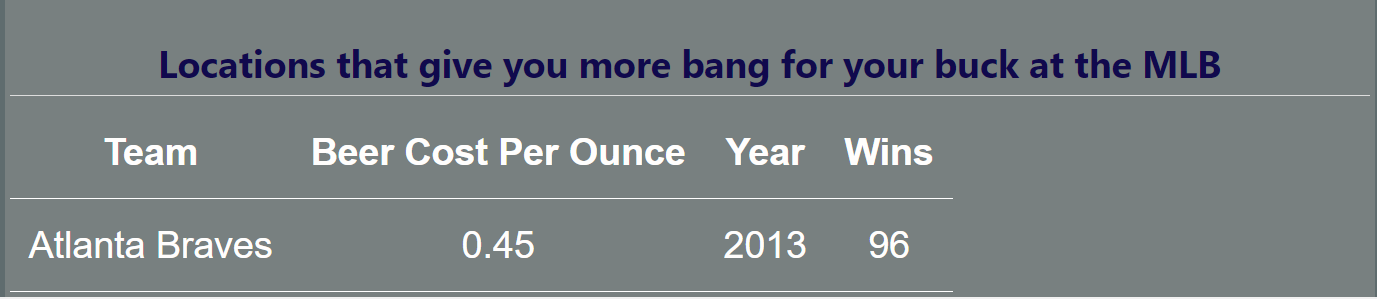 Locations that give you more bang for your buck at the MLB
Team Beer Cost Per Ounce Year Wins
Atlanta Braves 0.45 2013 96